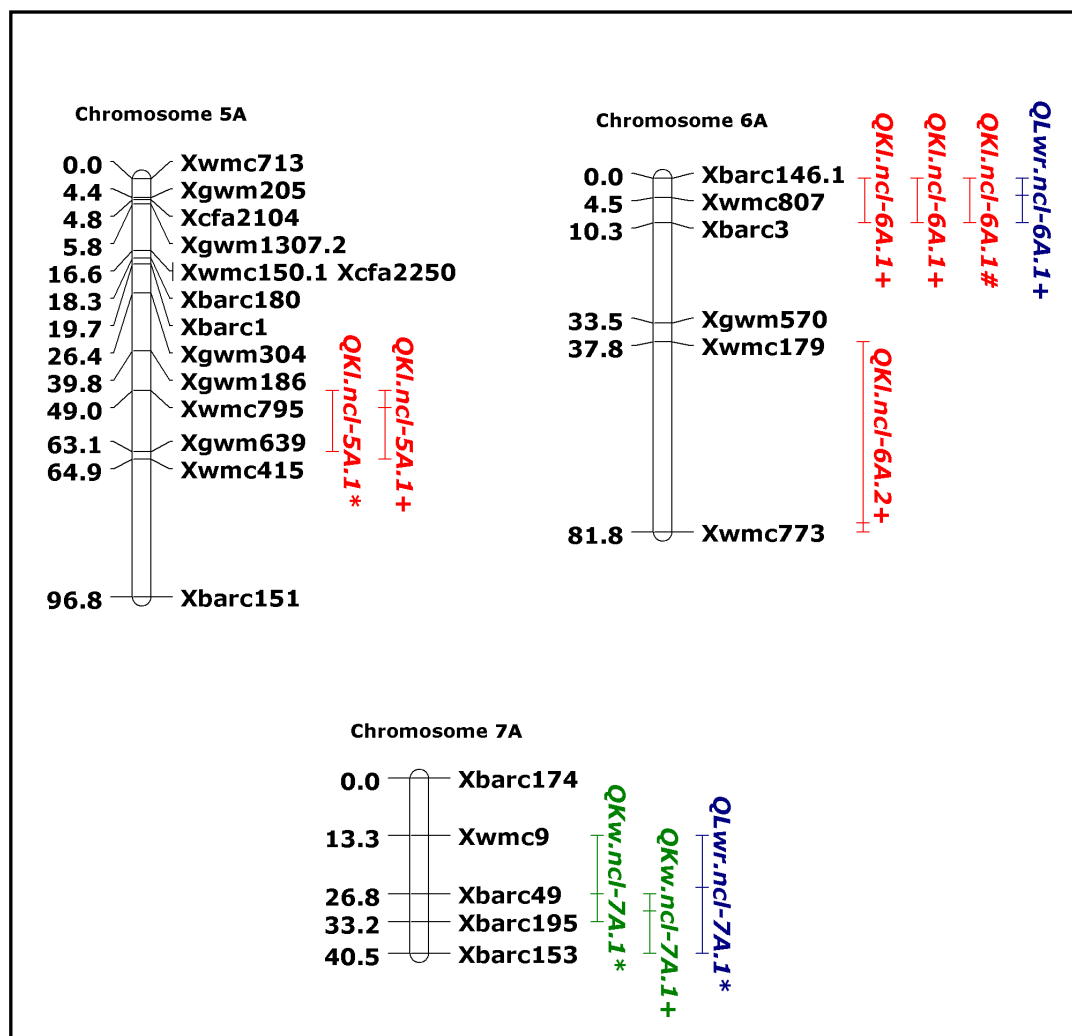 Chromosome 5A
0.0 Xwmc713
4.4 Xgwm205
4.8 Xcfa2104
5.8 Xgwm1307.2
16.6 Xwmc150.1 Xcfa2250
18.3 Xbarc180
19.7 Xbarc1
26.4 Xgwm304
39.8 Xgwm186
49.0 Xwmc795
63.1 Xgwm639
64.9 Xwmc415
96.8 Xbarc151
QKl.ncl-5A.1*
QKl.ncl-5A.1+
Chromosome 6A
0.0 Xbarc146.1
4.5 Xwmc807
10.3 Xbarc3
33.5 Xgwm570
37.8 Xwmc179
81.8 Xwmc773
QKl.ncl-6A.1+
QKl.ncl-6A.1+
QKl.ncl-6A.1#
QLwr.ncl-6A.1+
QKl.ncl-6A.2+
Chromosome 7A
0.0 Xbarc174
13.3 Xwmc9
26.8 Xbarc49
33.2 Xbarc195
40.5 Xbarc153
QKw.ncl-7A.1*
QKw.ncl-7A.1+
QLwr.ncl-7A.1*